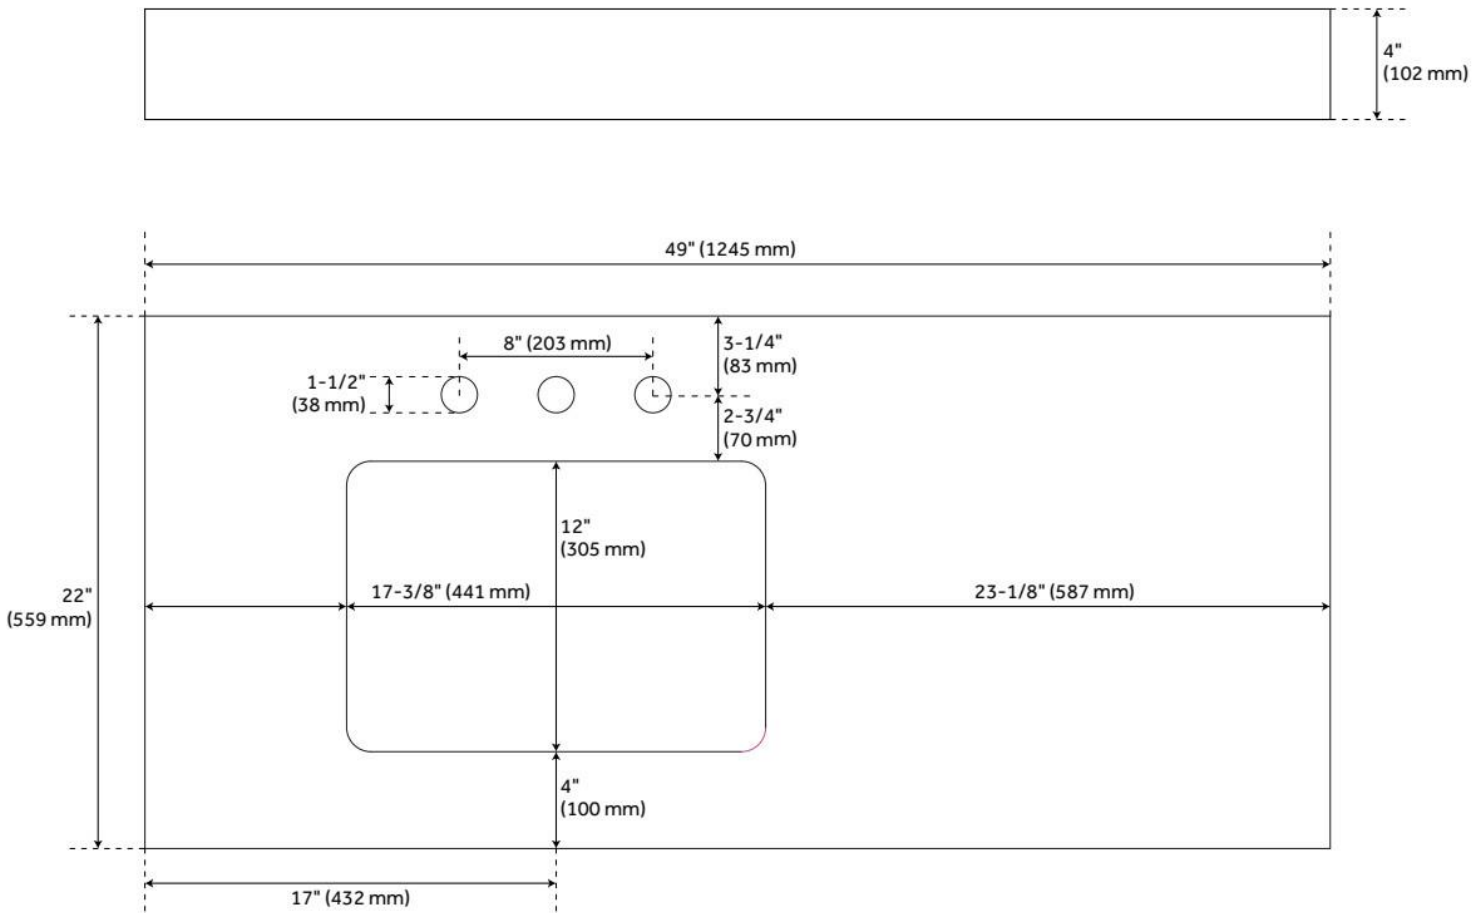 4"
(102 mm)
49" (1245 mm)
8" (203 mm)
3-1/4"
(83 mm)
1-1/2"
(38 mm)
2-3/4"
(70 mm)
12"
(305 mm)
17-3/8" (441 mm)
23-1/8" (587 mm)
22"
(559 mm)
4"
(100 mm)
17" (432 mm)